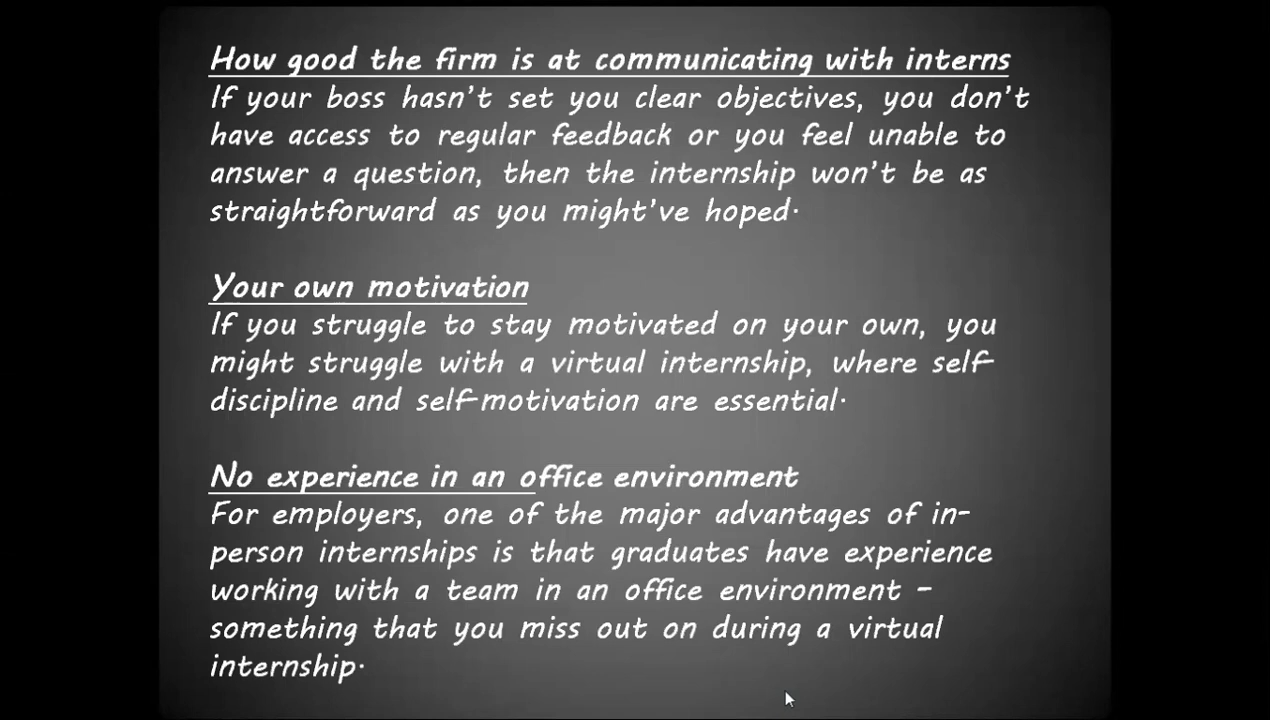 How good the firm is at communicating with interns
If your boss hasn't set you clear objectives, you don't
have access to regular feedback or you feel unable to
answer a question, then the internship won't be as
straightforward as you might've hoped.
Your own motivation
If you struggle to stay motivated on your own, you
might struggle with a virtual internship, where self-
discipline and self-motivation are essential.
No experience in an office environment
For employers, one of the major advantages of in-
person internships is that graduates have experience
working with a team in an office environment –
something that you miss out on during a virtual
internship.